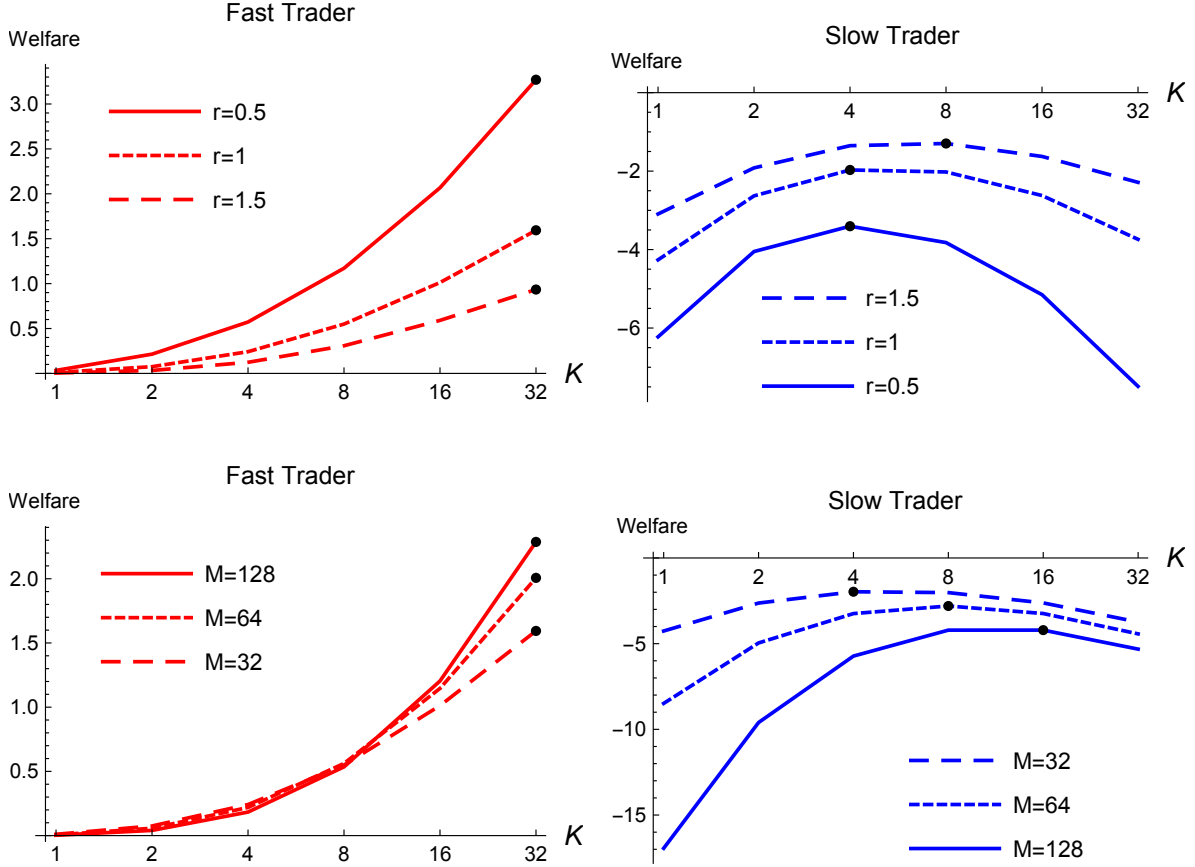 Fast Trader
Welfare
3.0
2.5
2.0
1.5
1.0
0.5
r=0.5
r=1
r=1.5
1 2 4 8 16 32 K
Slow Trader
Welfare
1 2 4 8 16 32 K
−2
−4
−6
r=1.5
r=1
r=0.5
Fast Trader
Welfare
2.0
1.5
1.0
0.5
M=128
M=64
M=32
1 2 4 8 16 32 K
Slow Trader
Welfare
1 2 4 8 16 32 K
−5
−10
−15
M=32
M=64
M=128